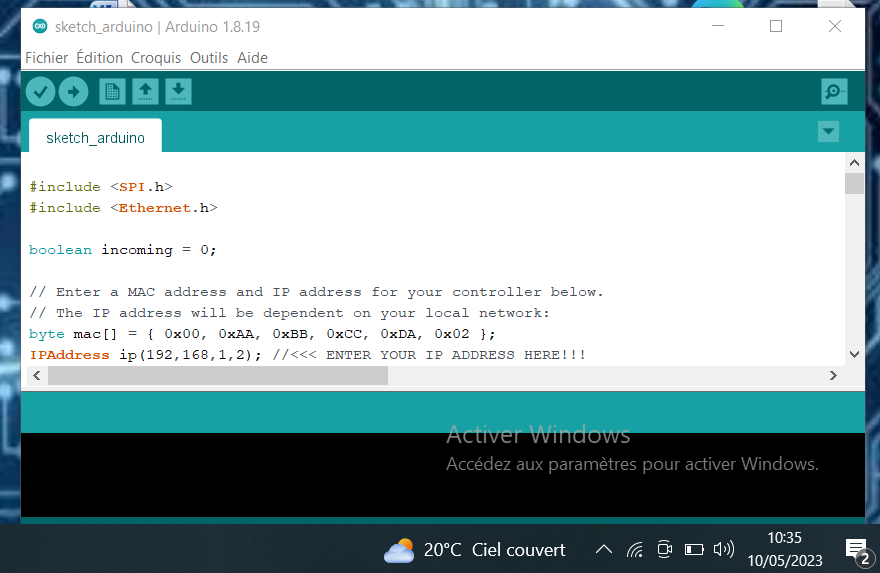 sketch_arduino | Arduino 1.8.19
Fichier Édition Croquis Outils Aide
sketch_arduino
#include <SPI.h>
#include <Ethernet.h>
boolean incoming = 0;
// Enter a MAC address and IP address for your controller below.
// The IP address will be dependent on your local network:
byte mac[] = { 0x00, 0xAA, 0xBB, 0xCC, 0xDA, 0x02 };
IPAddress ip(192,168,1,2); //<<< ENTER YOUR IP ADDRESS HERE!!!
Activer Windows
Accédez aux paramètres pour activer Windows.
20°C Ciel couvert
10:35
10/05/2023
2